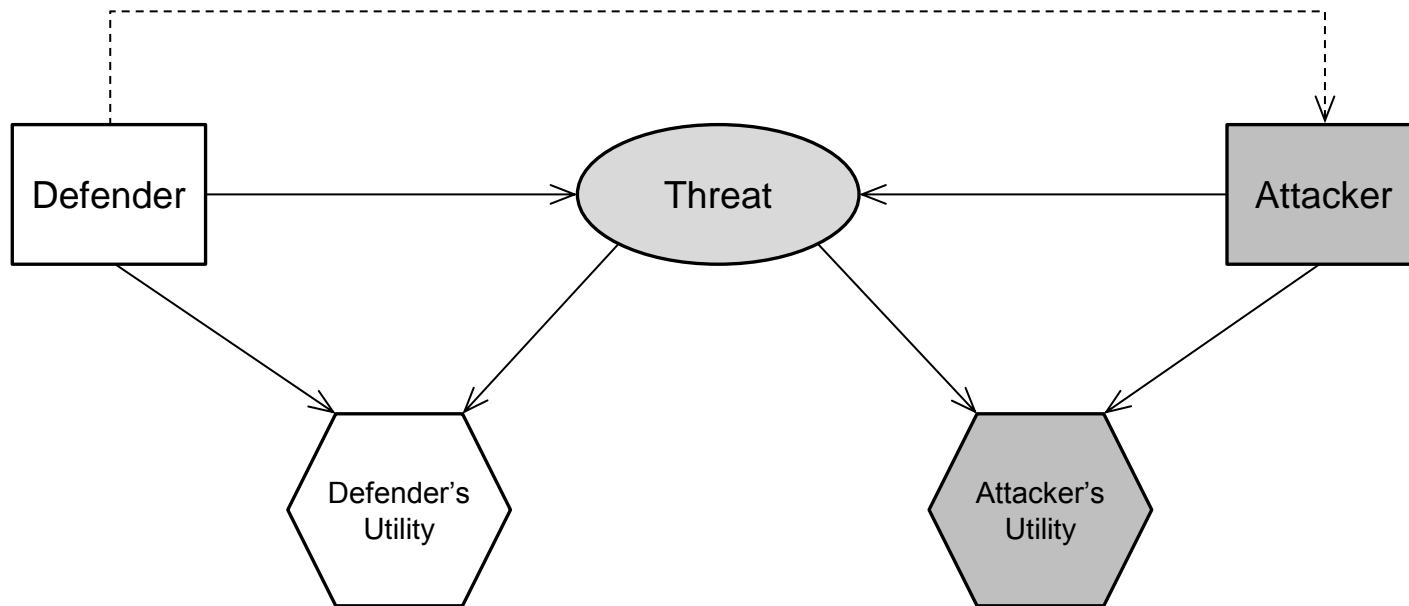 Defender
Threat
Attacker
Defender’s
Utility
Attacker’s
Utility